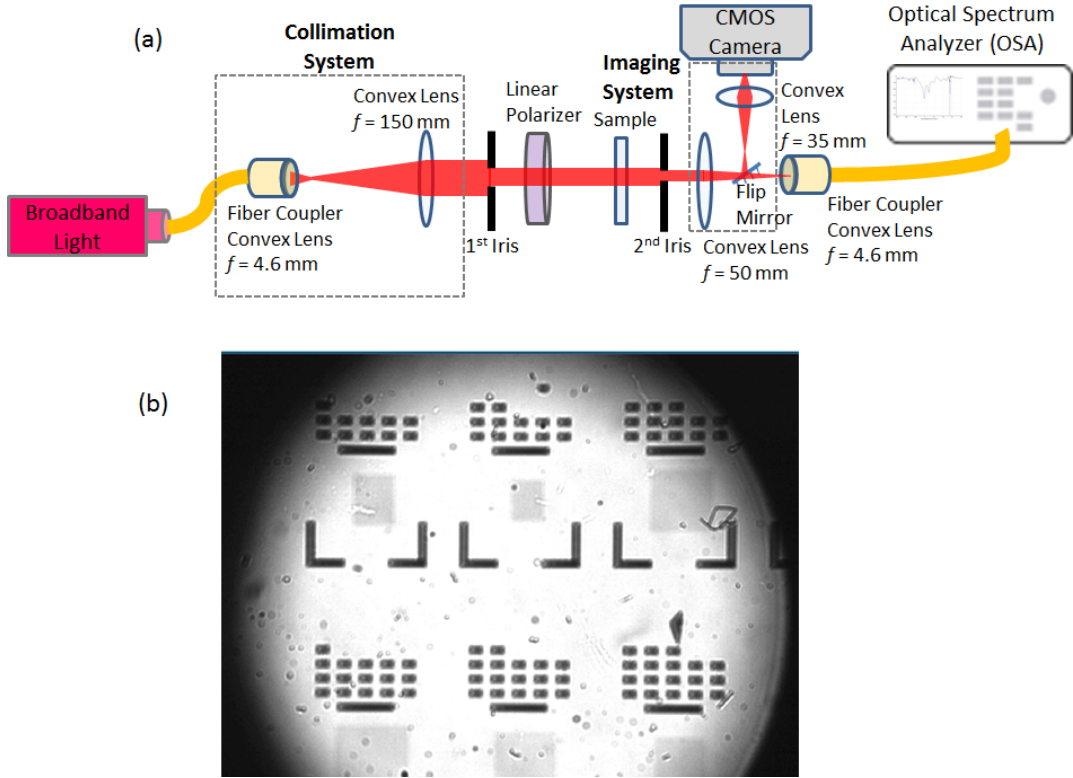 (a)
Collimation
System
Convex Lens
f = 150 mm
Broadband
Light
Fiber Coupler
Convex Lens
f = 4.6 mm
1st Iris
Linear
Polarizer
Sample
Imaging
System
2nd Iris
CMOS
Camera
Convex
Lens
f = 35 mm
Flip
Mirror
Convex Lens
f = 50 mm
Fiber Coupler
Convex Lens
f = 4.6 mm
Optical Spectrum
Analyzer (OSA)
(b)